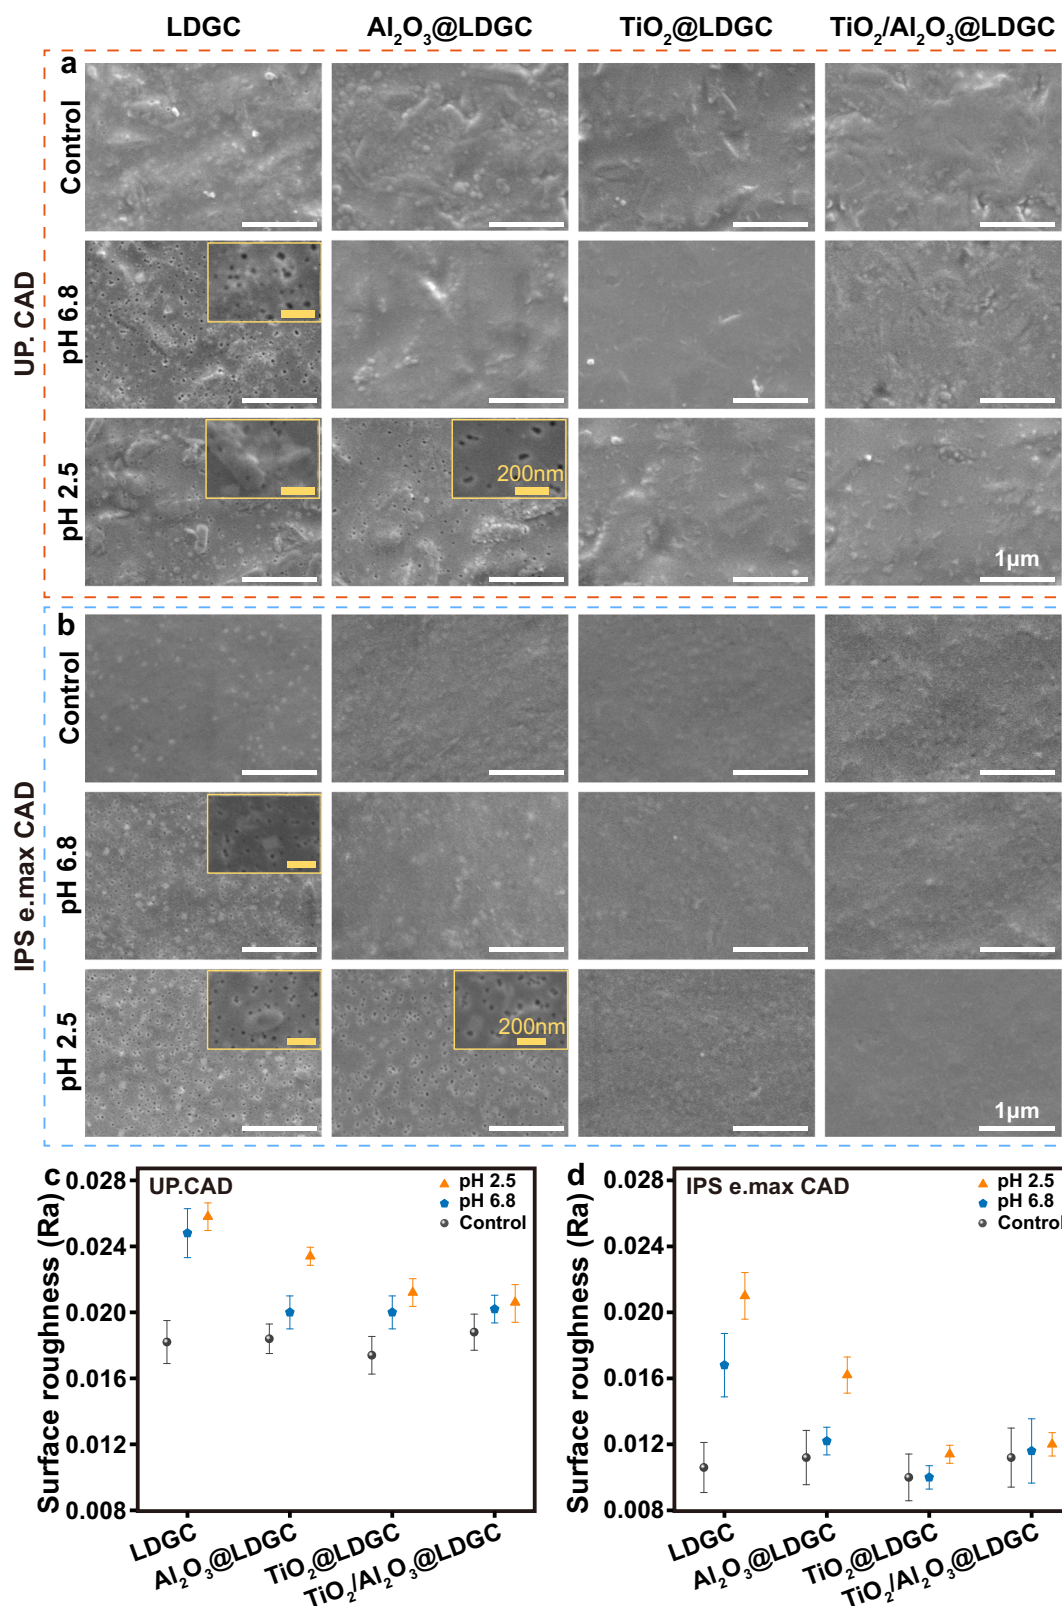 LDGC Al₂O₃@LDGC TiO₂@LDGC TiO₂/Al₂O₃@LDGC
a
UP. CAD
Control
pH 6.8
pH 2.5
200nm
1μm
b
IPS e.max CAD
Control
pH 6.8
pH 2.5
200nm
1μm
c
UP.CAD
pH 2.5
pH 6.8
Control
Surface roughness (Ra)
0.028
0.024
0.020
0.016
0.012
0.008
LDGC
Al₂O₃@LDGC
TiO₂@LDGC
TiO₂/Al₂O₃@LDGC
d
IPS e.max CAD
pH 2.5
pH 6.8
Control
Surface roughness (Ra)
0.028
0.024
0.020
0.016
0.012
0.008
LDGC
Al₂O₃@LDGC
TiO₂@LDGC
TiO₂/Al₂O₃@LDGC